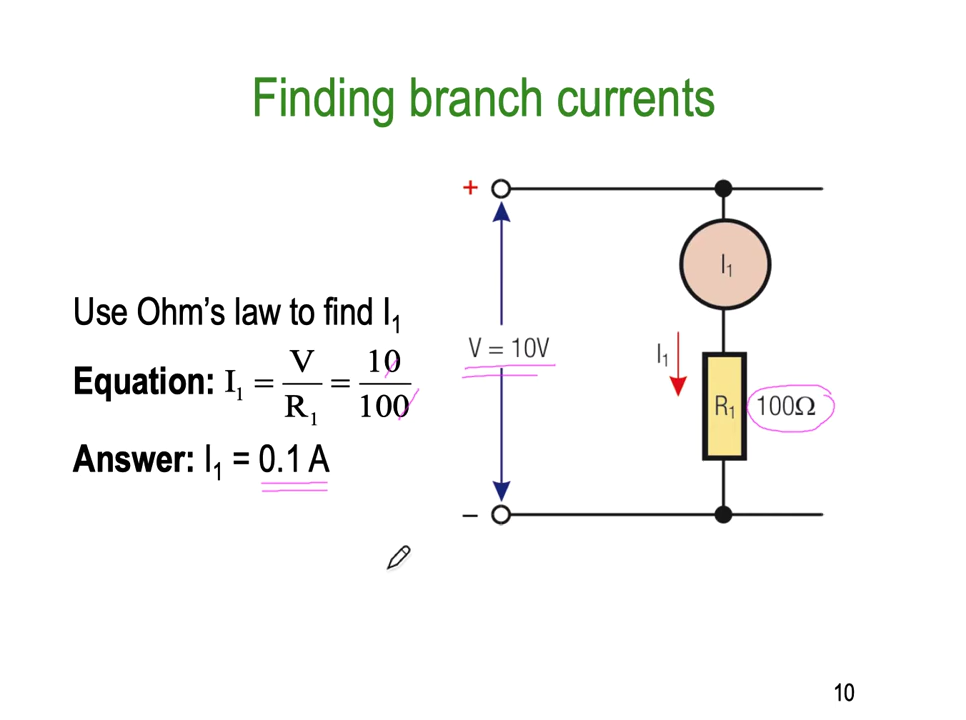 Finding branch currents
+
I₁
Use Ohm’s law to find I₁
V = 10V
I₁
Equation: I₁ = V/R₁ = 10/100
R₁ 100Ω
Answer: I₁ = 0.1 A
–
10